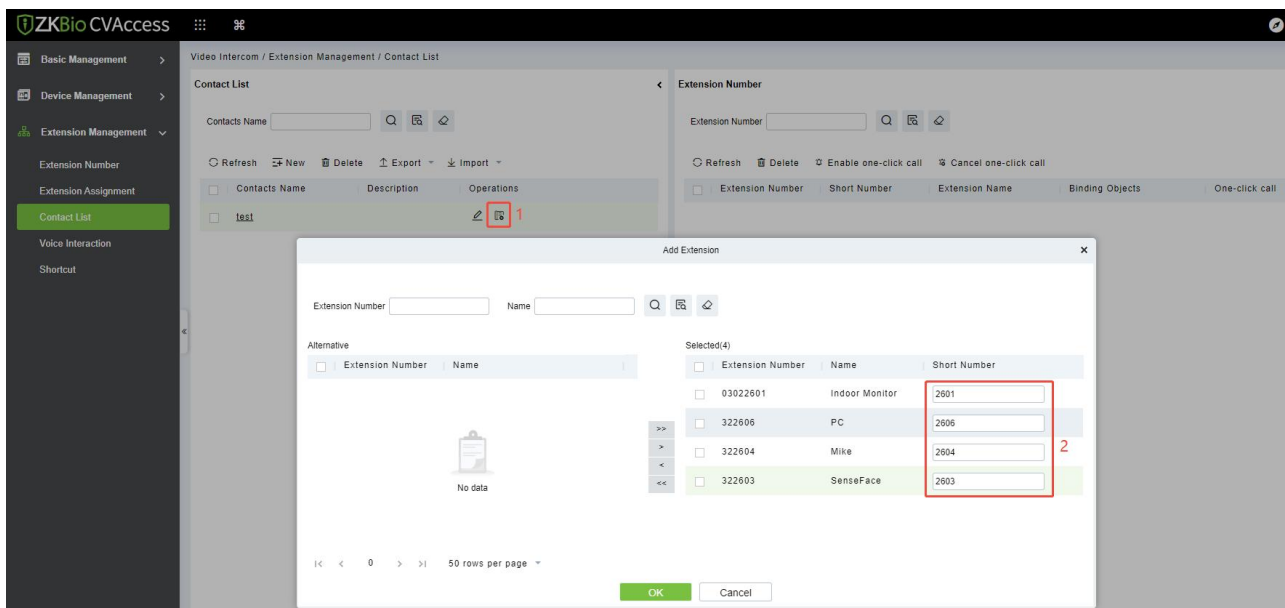 ZKBio CVAccess
Basic Management
Device Management
Extension Management
Extension Number
Extension Assignment
Contact List
Voice Interaction
Shortcut
Video Intercom / Extension Management / Contact List
Contact List
Contacts Name
Refresh New Delete Export Import
Contacts Name Description Operations
test 1
Extension Number
Extension Number
Refresh Delete Enable one-click call Cancel one-click call
Extension Number Short Number Extension Name Binding Objects One-click call
Add Extension ×
Extension Number Name
Alternative
Extension Number Name
No data
>>
>
<
<<
Selected(4)
Extension Number Name Short Number
03022601 Indoor Monitor 2601
322606 PC 2606
322604 Mike 2604
322603 SenseFace 2603
2
|< < 0 > >| 50 rows per page
OK Cancel